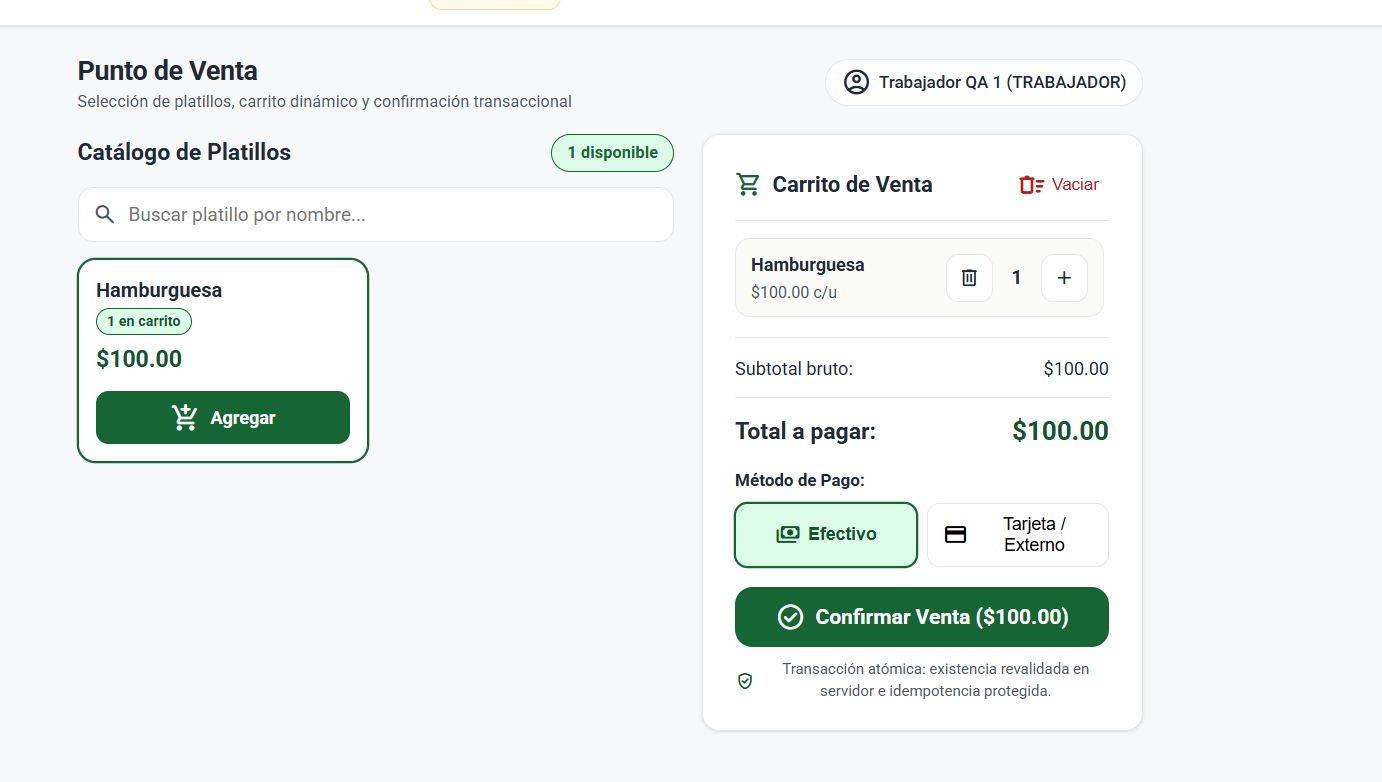 Punto de Venta
Selección de platillos, carrito dinámico y confirmación transaccional
Trabajador QA 1 (TRABAJADOR)
Catálogo de Platillos
1 disponible
Buscar platillo por nombre...
Hamburguesa
1 en carrito
$100.00
Agregar
Carrito de Venta
Vaciar
Hamburguesa
$100.00 c/u
1
+
Subtotal bruto:
$100.00
Total a pagar:
$100.00
Método de Pago:
Efectivo
Tarjeta /
Externo
Confirmar Venta ($100.00)
Transacción atómica: existencia revalidada en
servidor e idempotencia protegida.